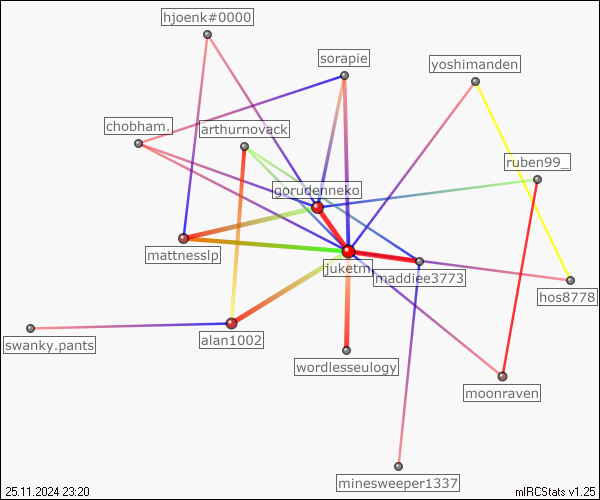 hjoenk#0000
sorapie
yoshimanden
chobham.
arthurnovack
ruben99_
gorudenneko
mattnesslp
juketm
maddiee3773
hos8778
swanky.pants
alan1002
wordlesseulogy
moonraven
minesweeper1337
25.11.2024 23:20
mIRCStats v1.25